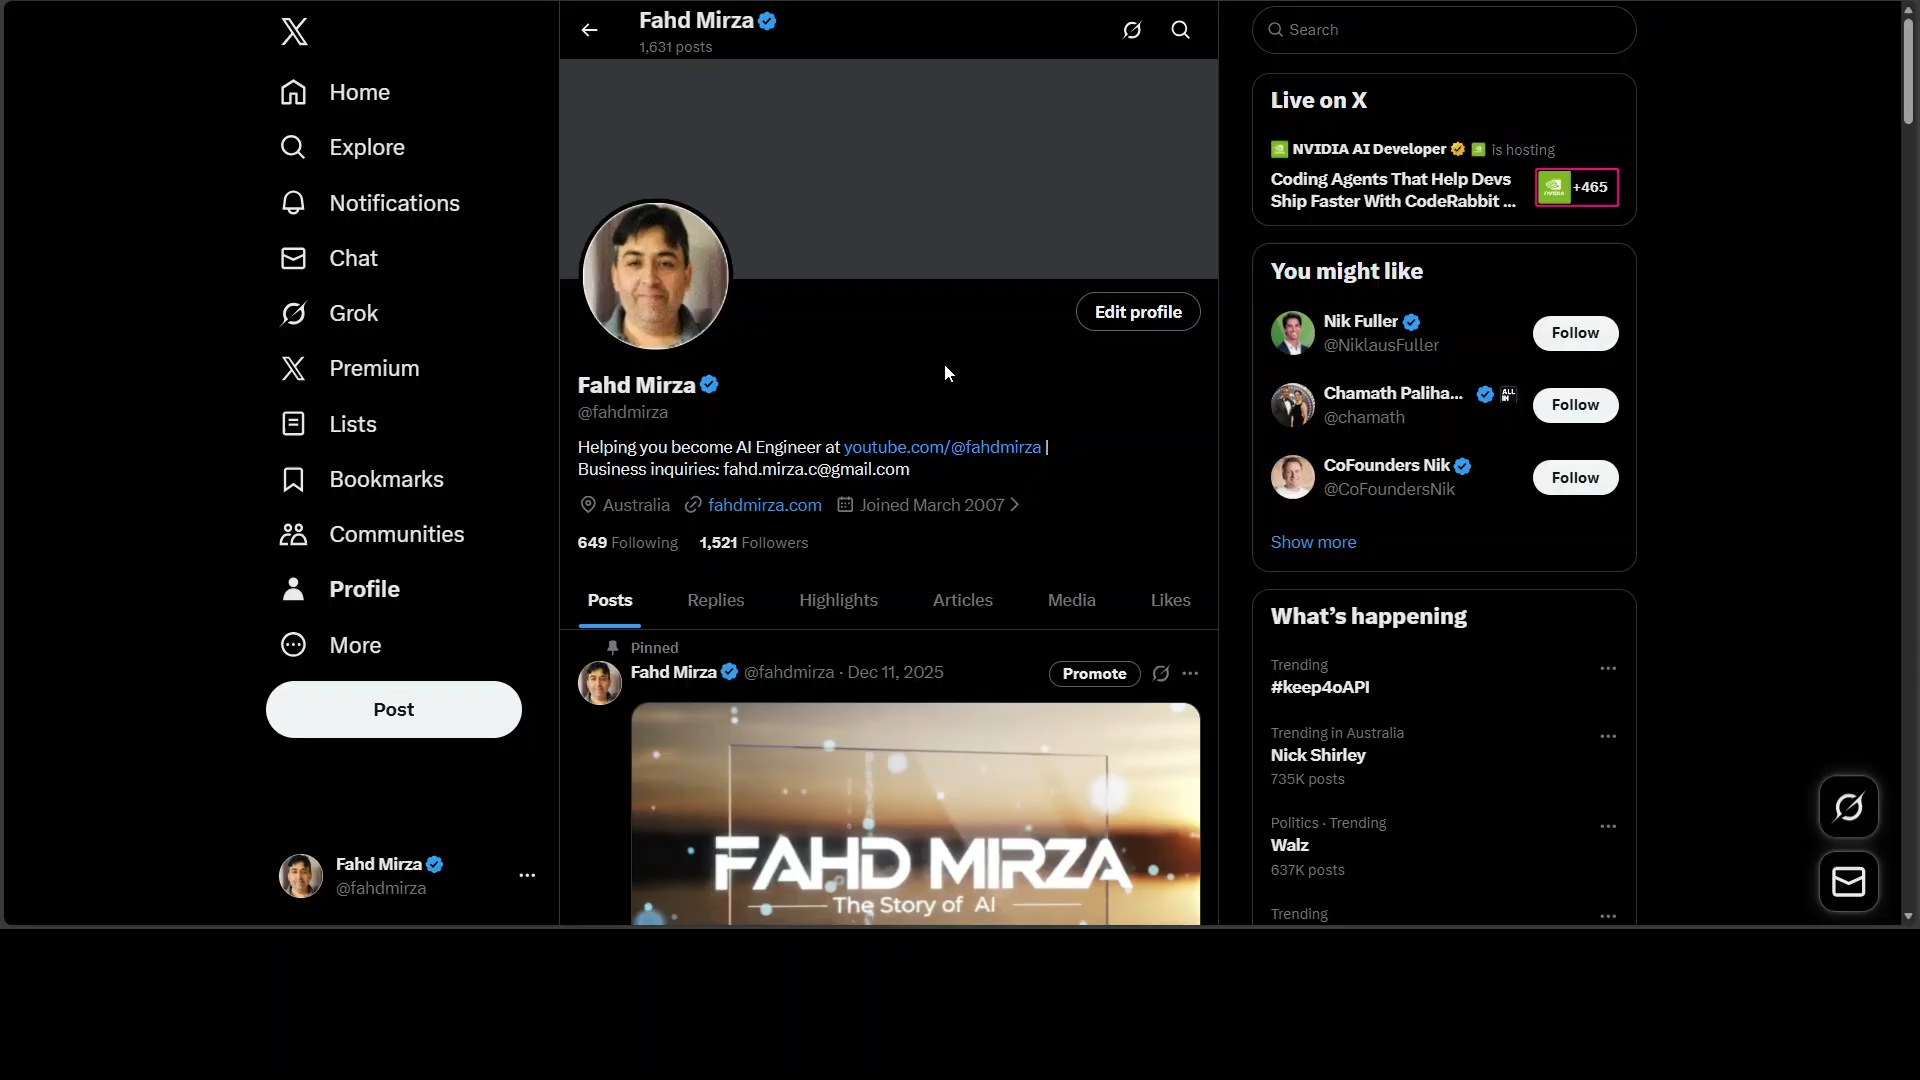 Home
Explore
Notifications
Chat
Grok
Premium
Lists
Bookmarks
Communities
Profile
More
Post
Fahd Mirza
@fahdmirza
Fahd Mirza
1,631 posts
Edit profile
Fahd Mirza
@fahdmirza
Helping you become AI Engineer at youtube.com/@fahdmirza |
Business inquiries: fahd.mirza.c@gmail.com
Australia fahdmirza.com Joined March 2007
649 Following 1,521 Followers
Posts Replies Highlights Articles Media Likes
Pinned
Fahd Mirza @fahdmirza · Dec 11, 2025 Promote
FAHD MIRZA
The Story of AI
Search
Live on X
NVIDIA AI Developer is hosting
Coding Agents That Help Devs
Ship Faster With CodeRabbit ...
+465
You might like
Nik Fuller
@NiklausFuller
Follow
Chamath Paliha...
@chamath
Follow
CoFounders Nik
@CoFoundersNik
Follow
Show more
What's happening
Trending
#keep4oAPI
Trending in Australia
Nick Shirley
735K posts
Politics · Trending
Walz
637K posts
Trending